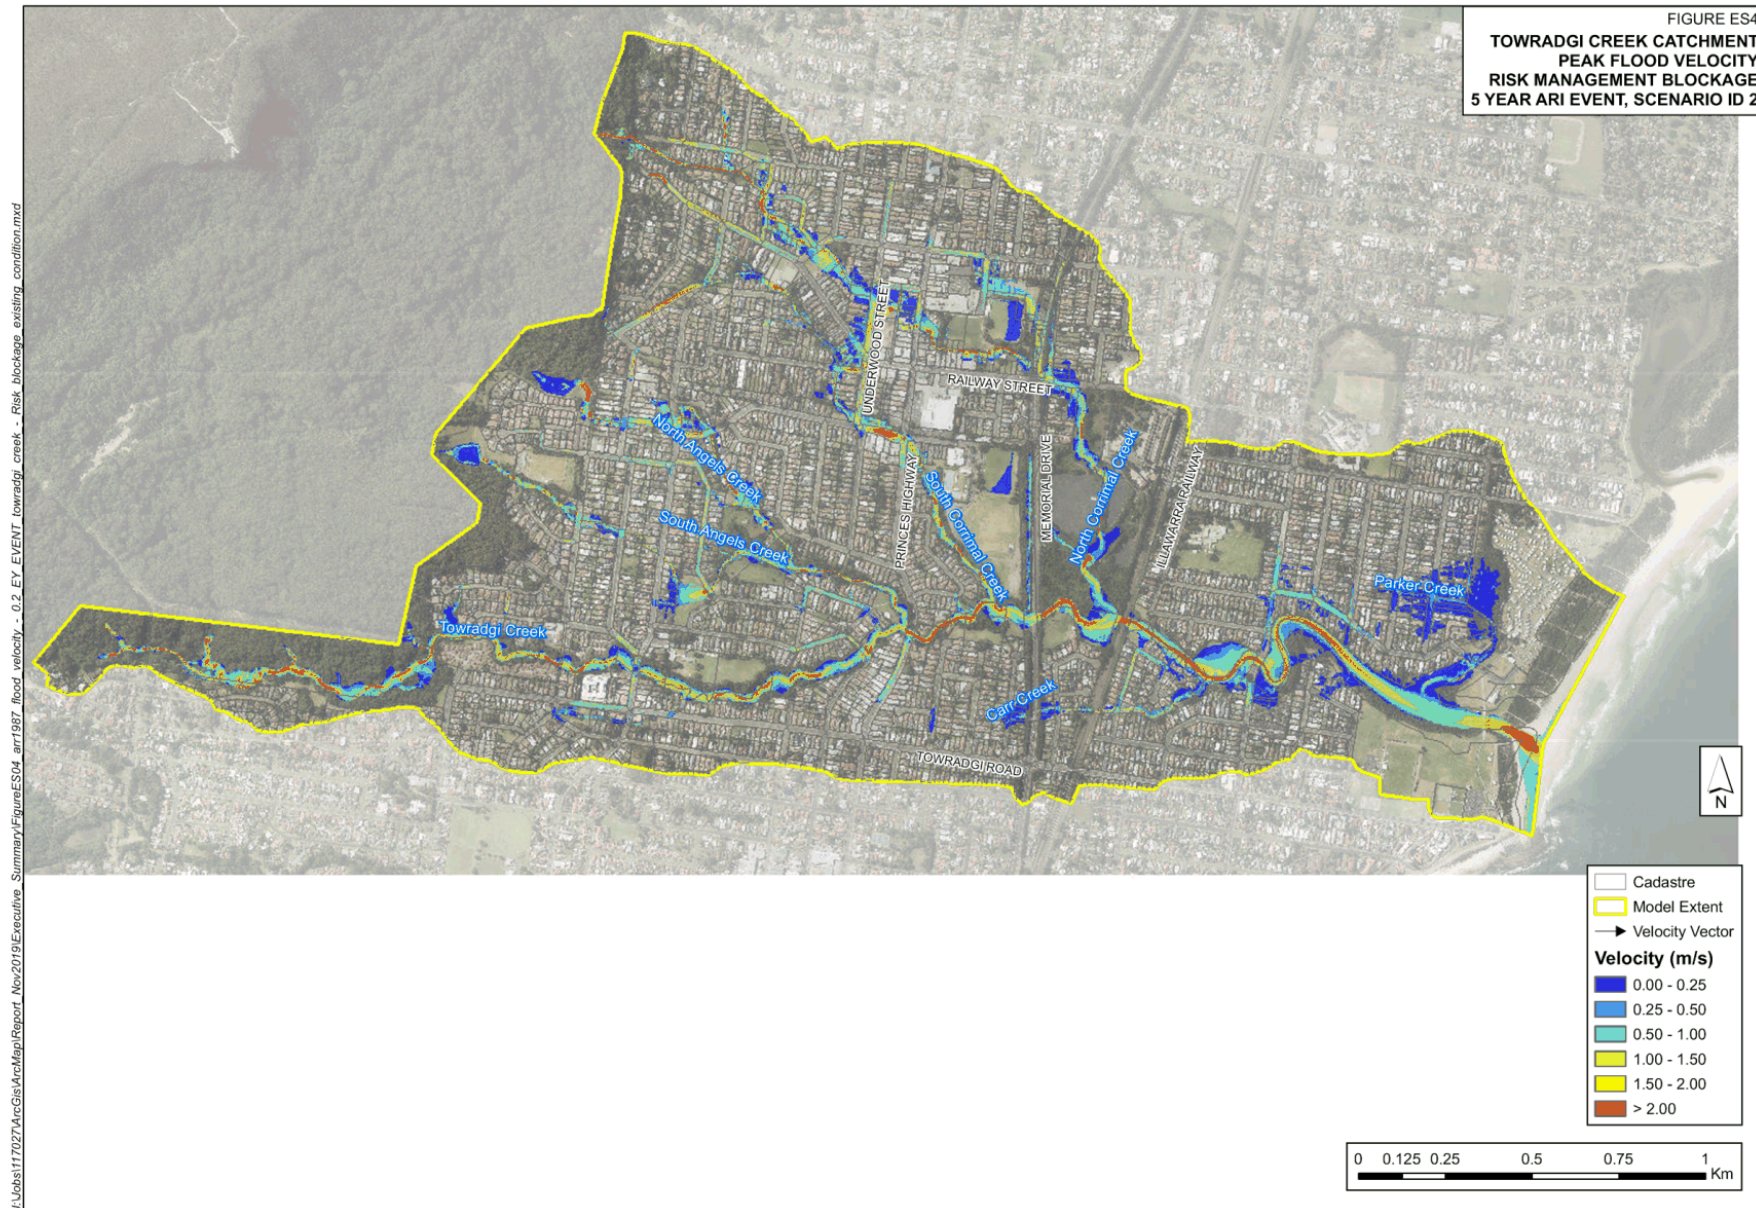 FIGURE ES4
TOWRADGI CREEK CATCHMENT
PEAK FLOOD VELOCITY
RISK MANAGEMENT BLOCKAGE
5 YEAR ARI EVENT, SCENARIO ID 2
I:\Jobs\117027\ArcGis\ArcMap\Report_Nov2019\Executive_Summary\FigureES04_arr1987_flood_velocity_-_0.2_EY_EVENT_towradgi_creek_-_Risk_blockage_existing_condition.mxd
UNDERWOOD STREET
RAILWAY STREET
North Angels Creek
MEMORIAL DRIVE
North Corrimal Creek
PRINCES HIGHWAY
South Corrimal Creek
ILLAWARRA RAILWAY
South Angels Creek
Parker Creek
Towradgi Creek
Carr Creek
TOWRADGI ROAD
N
Cadastre
Model Extent
Velocity Vector
Velocity (m/s)
0.00 - 0.25
0.25 - 0.50
0.50 - 1.00
1.00 - 1.50
1.50 - 2.00
> 2.00
0 0.125 0.25 0.5 0.75 1
Km